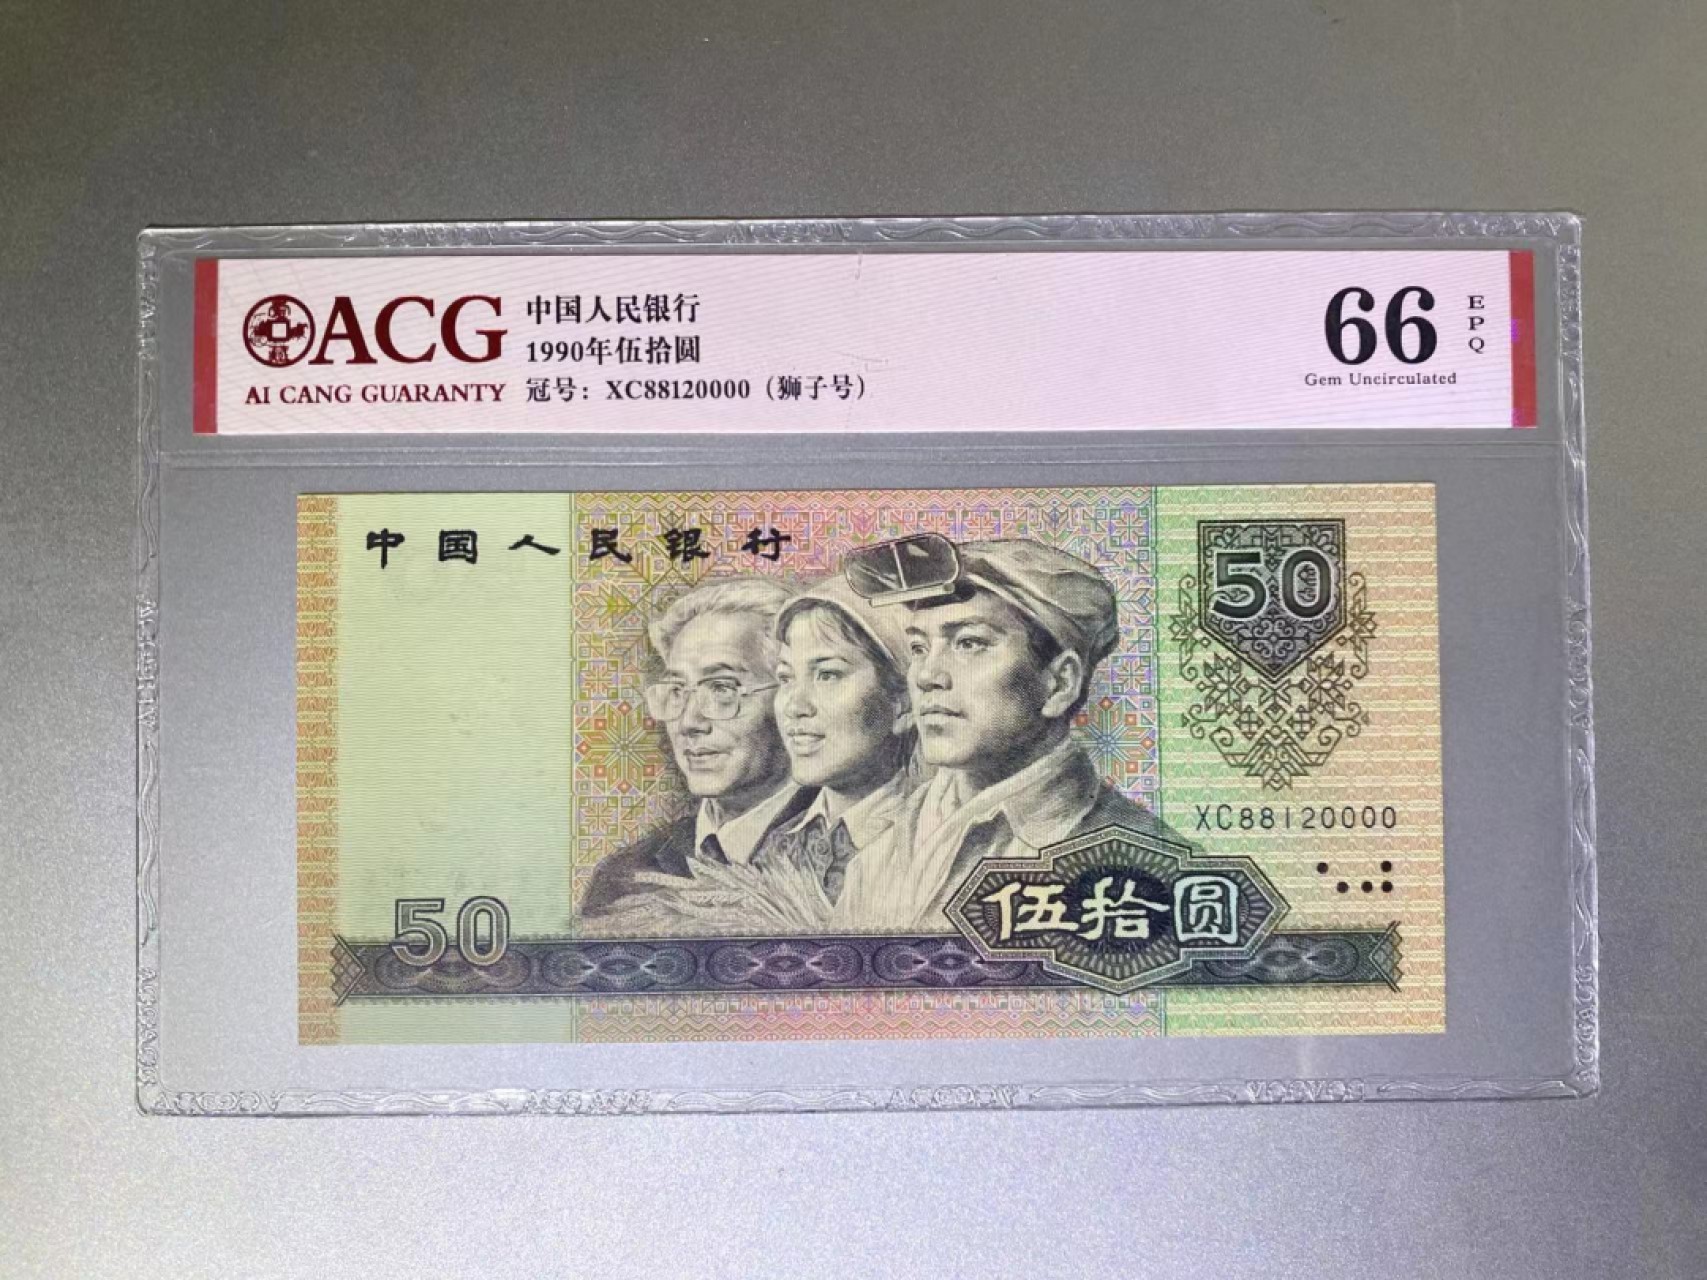 ACG
AI CANG GUARANTY
中国人民银行
1990年伍拾圆
冠号：XC88120000（狮子号）
66
EPQ
Gem Uncirculated
中国人民银行
50
XC88120000
50
伍拾圆